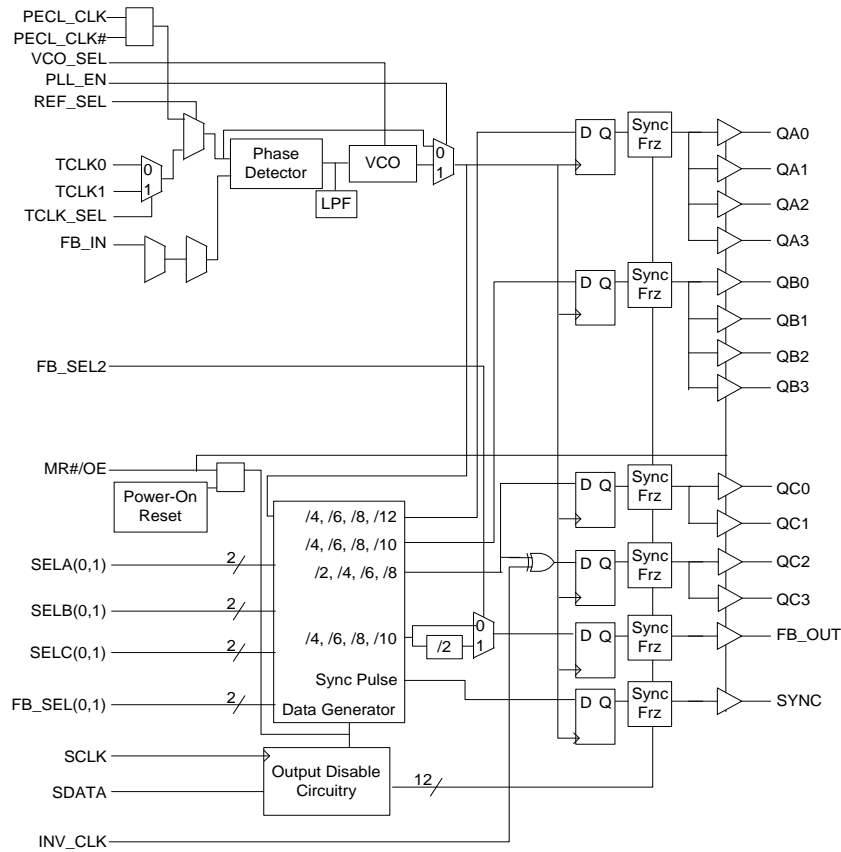 PECL_CLK
PECL_CLK#
VCO_SEL
PLL_EN
REF_SEL
TCLK0
TCLK1
TCLK_SEL
FB_IN
0
1
Phase
Detector
LPF
VCO
0
1
D Q
Sync
Frz
QA0
QA1
QA2
QA3
D Q
Sync
Frz
QB0
QB1
QB2
QB3
FB_SEL2
MR#/OE
Power-On
Reset
SELA(0,1)
2
SELB(0,1)
2
SELC(0,1)
2
FB_SEL(0,1)
2
/4, /6, /8, /12
/4, /6, /8, /10
/2, /4, /6, /8
/4, /6, /8, /10
/2
0
1
Sync Pulse
Data Generator
D Q
Sync
Frz
QC0
QC1
D Q
Sync
Frz
QC2
QC3
D Q
Sync
Frz
FB_OUT
D Q
Sync
Frz
SYNC
SCLK
SDATA
Output Disable
Circuitry
12
INV_CLK